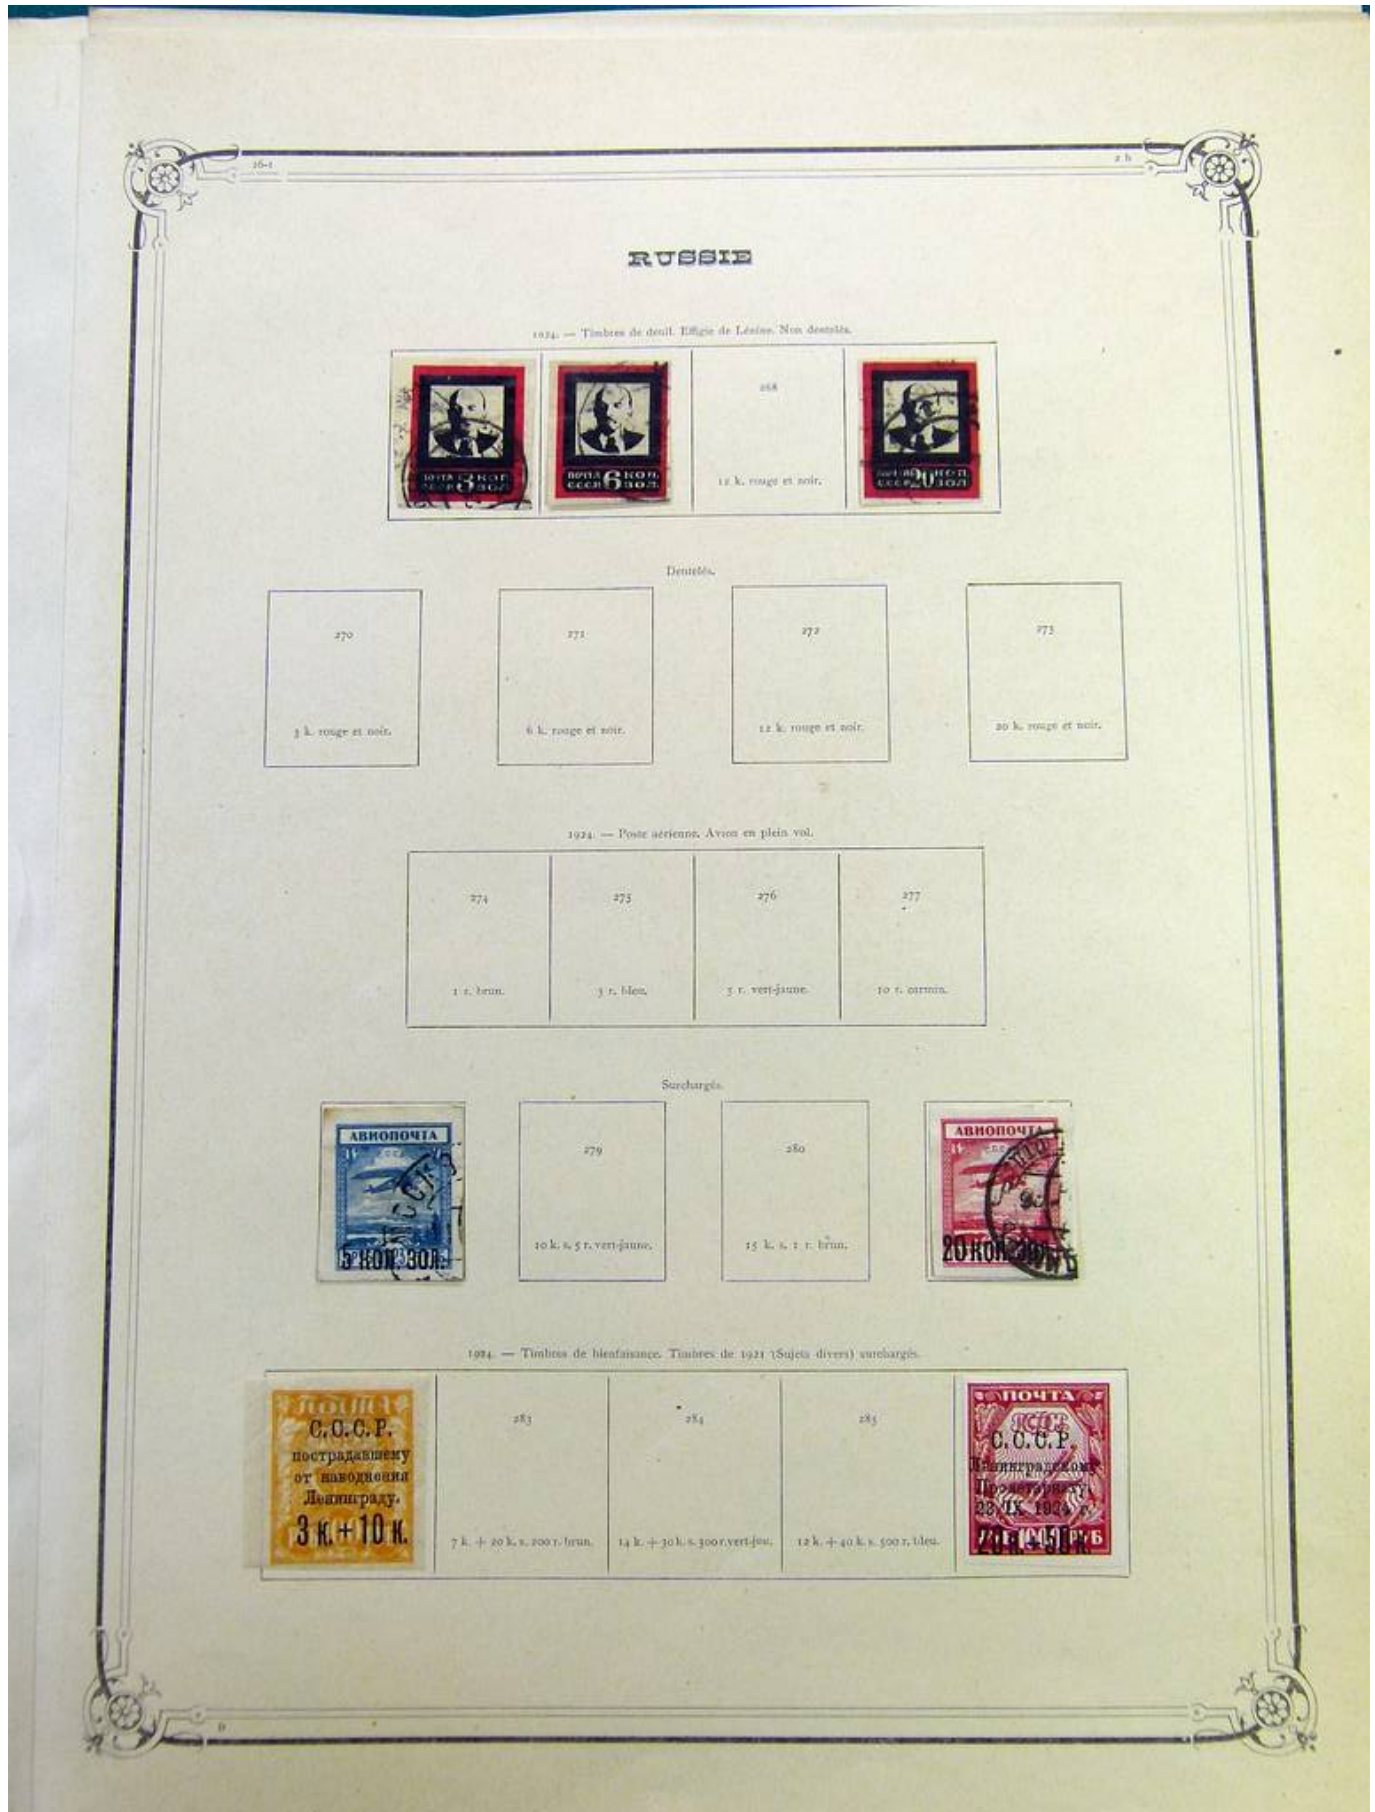 16-1
2 b
RUSSIE
1924. — Timbres de deuil. Effigie de Lénine. Non dentelés.
ПОЧТА 3 КОП.
СССР ЗОЛ.
ПОЧТА 6 КОП.
СССР ЗОЛ.
268
12 k. rouge et noir.
20 КОП.
СССР ЗОЛ.
Dentelés.
270
3 k. rouge et noir.
271
6 k. rouge et noir.
272
12 k. rouge et noir.
273
20 k. rouge et noir.
1924. — Poste aérienne. Avion en plein vol.
274
1 r. brun.
275
3 r. bleu.
276
5 r. vert-jaune.
277
10 r. carmin.
Surchargés.
АВИОПОЧТА
5 КОП. ЗОЛ.
279
10 k. s. 5 r. vert-jaune.
280
15 k. s. 1 r. brun.
АВИОПОЧТА
20 КОП. ЗОЛ.
1924. — Timbres de bienfaisance. Timbres de 1921 (Sujets divers) surchargés.
ПОЧТА
С.С.С.Р.
пострадавшему
от наводнения
Ленинграду.
3 к. + 10 к.
283
7 k. + 20 k. s. 200 r. brun.
284
14 k. + 30 k. s. 300 r. vert-jau.
285
12 k. + 40 k. s. 500 r. bleu.
ПОЧТА
С.С.С.Р.
Ленинградскому
Пролетариату.
23/IX. 1924 г.
20 к. + 50 к.